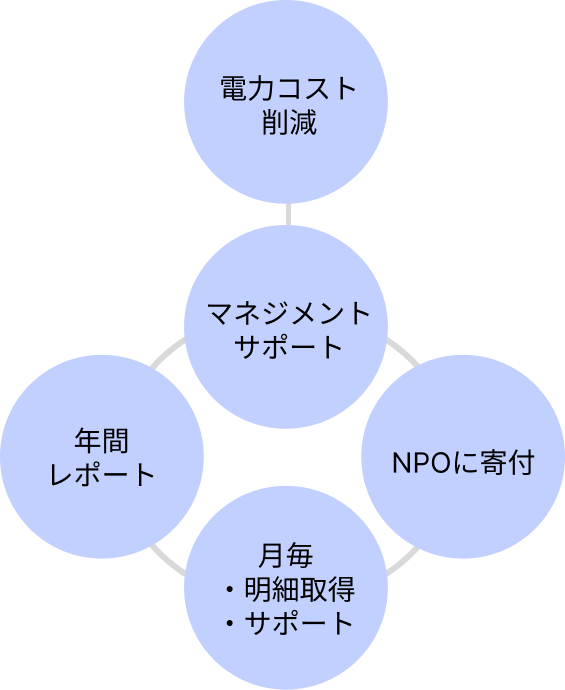 電力コスト
削減
マネジメント
サポート
年間
レポート
NPOに寄付
月毎
・明細取得
・サポート